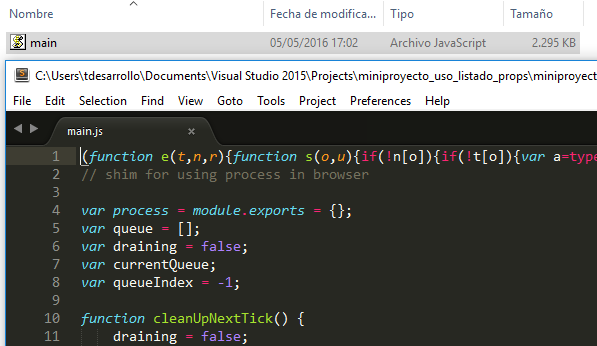 Nombre Fecha de modifica... Tipo Tamaño
main 05/05/2016 17:02 Archivo JavaScript 2.295 KB
C:\Users\tdesarrollo\Documents\Visual Studio 2015\Projects\miniproyecto_uso_listado_props\miniproyect
File Edit Selection Find View Goto Tools Project Preferences Help
main.js ×
1 (function e(t,n,r){function s(o,u){if(!n[o]){if(!t[o]){var a=type
2 // shim for using process in browser
3
4 var process = module.exports = {};
5 var queue = [];
6 var draining = false;
7 var currentQueue;
8 var queueIndex = -1;
9
10 function cleanUpNextTick() {
11 draining = false;